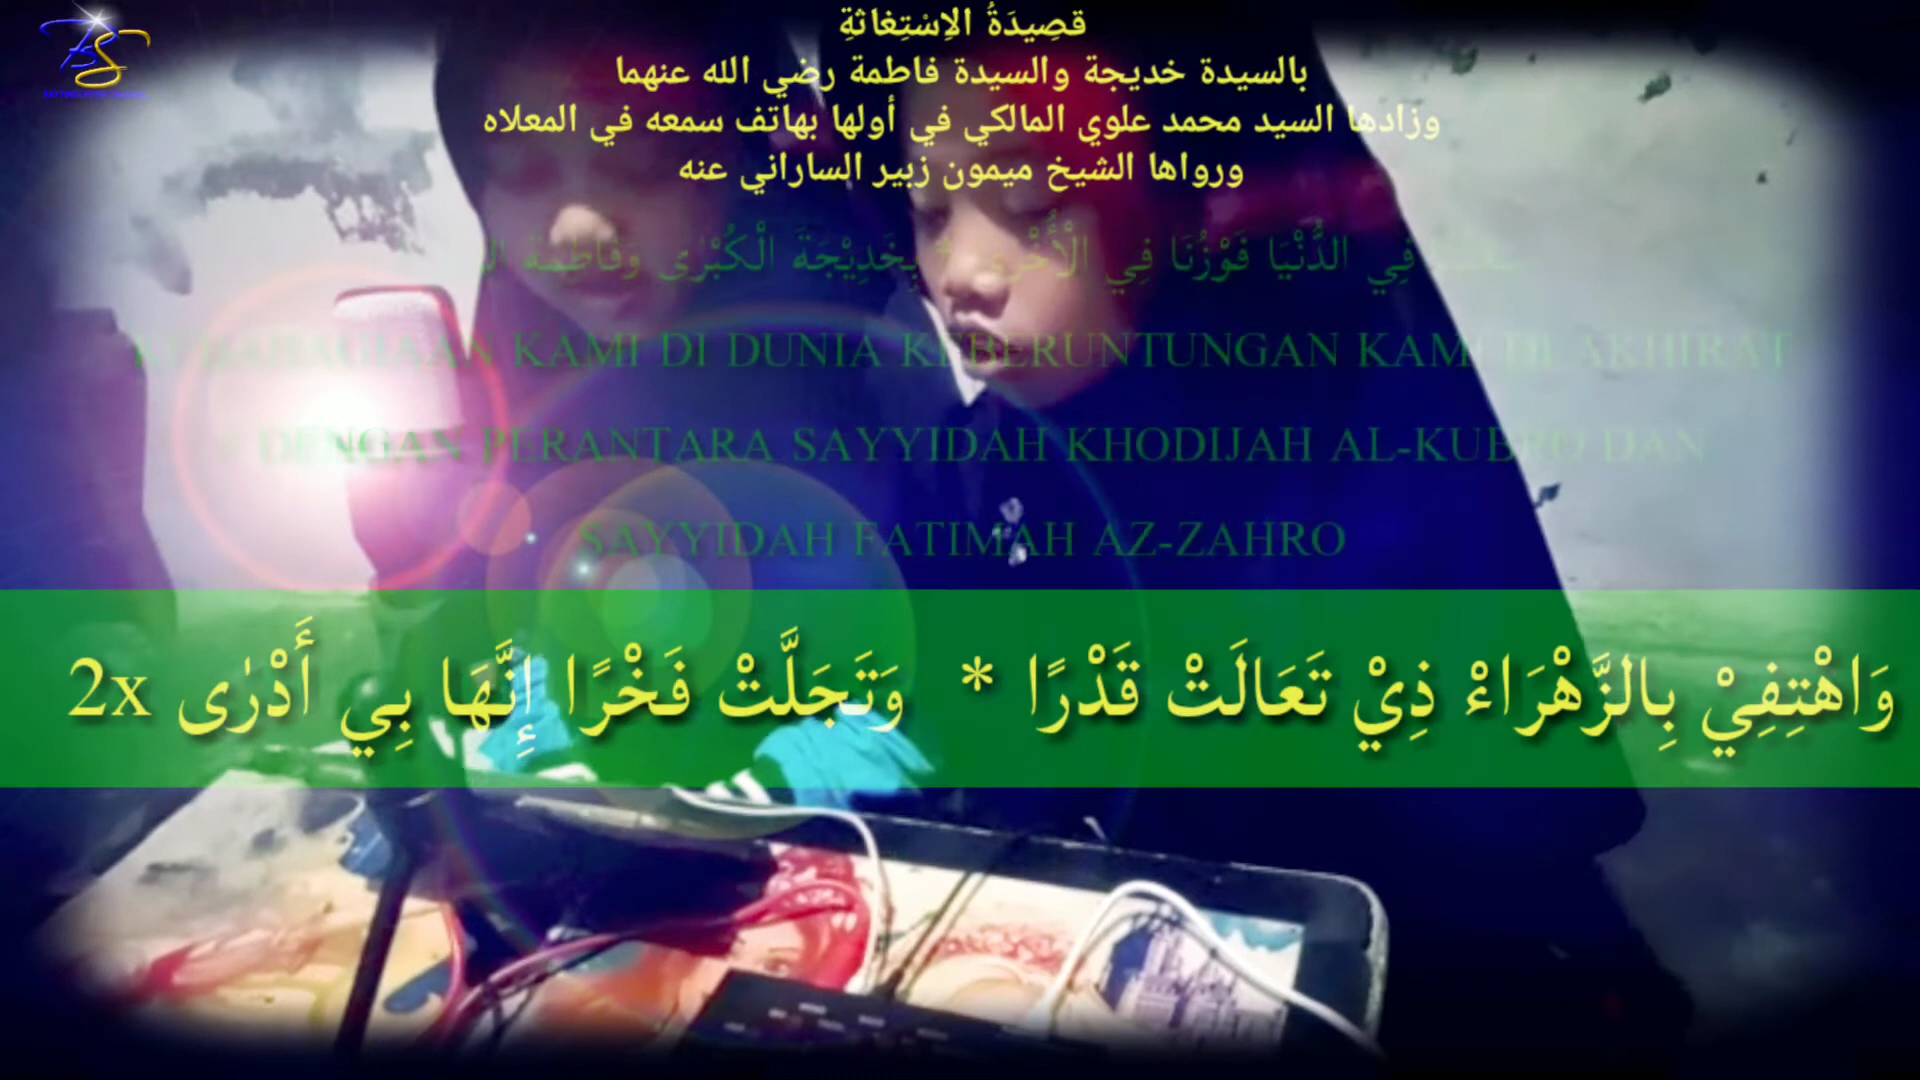 قصِيدَةُ الاِسْتِغاثةِ
بالسيدة خديجة والسيدة فاطمة رضي الله عنهما
وزادها السيد محمد علوي المالكي في أولها بهاتف سمعه في المعلاه
ورواها الشيخ ميمون زبير الساراني عنه
فِي الدُّنْيَا فَوْزُنَا فِي الْأُخْرٰى * بِخَدِيْجَةَ الْكُبْرٰى وَفَاطِمَة
KAMI DI DUNIA KEBERUNTUNGAN KAMI DI AKHIRAT
DENGAN PERANTARA SAYYIDAH KHODIJAH AL-KUBRO DAN
SAYYIDAH FATIMAH AZ-ZAHRO
وَاهْتِفِيْ بِالزَّهْرَاءْ ذِيْ تَعَالَتْ قَدْرًا * وَتَجَلَّتْ فَخْرًا إِنَّهَا بِي أَدْرٰى 2x